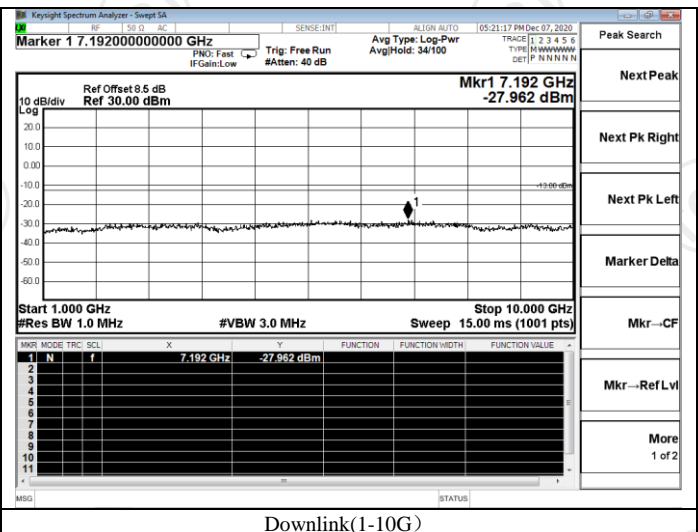 Keysight Spectrum Analyzer - Swept SA
RF 50 Ω AC SENSE:INT ALIGN AUTO 05:21:17 PM Dec 07, 2020
Marker 1 7.192000000000 GHz
PNO: Fast
IFGain:Low
Trig: Free Run
#Atten: 40 dB
Avg Type: Log-Pwr
Avg|Hold: 34/100
TRACE 1 2 3 4 5 6
TYPE M WWWWW
DET P N N N N N
Peak Search
Next Peak
Next Pk Right
Next Pk Left
Marker Delta
Mkr→CF
Mkr→Ref Lvl
More
1 of 2
Mkr1 7.192 GHz
-27.962 dBm
Ref Offset 8.5 dB
10 dB/div Ref 30.00 dBm
Log
20.0
10.0
0.00
-10.0
-13.00 dBm
-20.0
1
-30.0
-40.0
-50.0
-60.0
Start 1.000 GHz Stop 10.000 GHz
#Res BW 1.0 MHz #VBW 3.0 MHz Sweep 15.00 ms (1001 pts)
MKR MODE TRC SCL X Y FUNCTION FUNCTION WIDTH FUNCTION VALUE
1 N f 7.192 GHz -27.962 dBm
2
3
4
5
6
7
8
9
10
11
MSG STATUS
Downlink(1-10G）